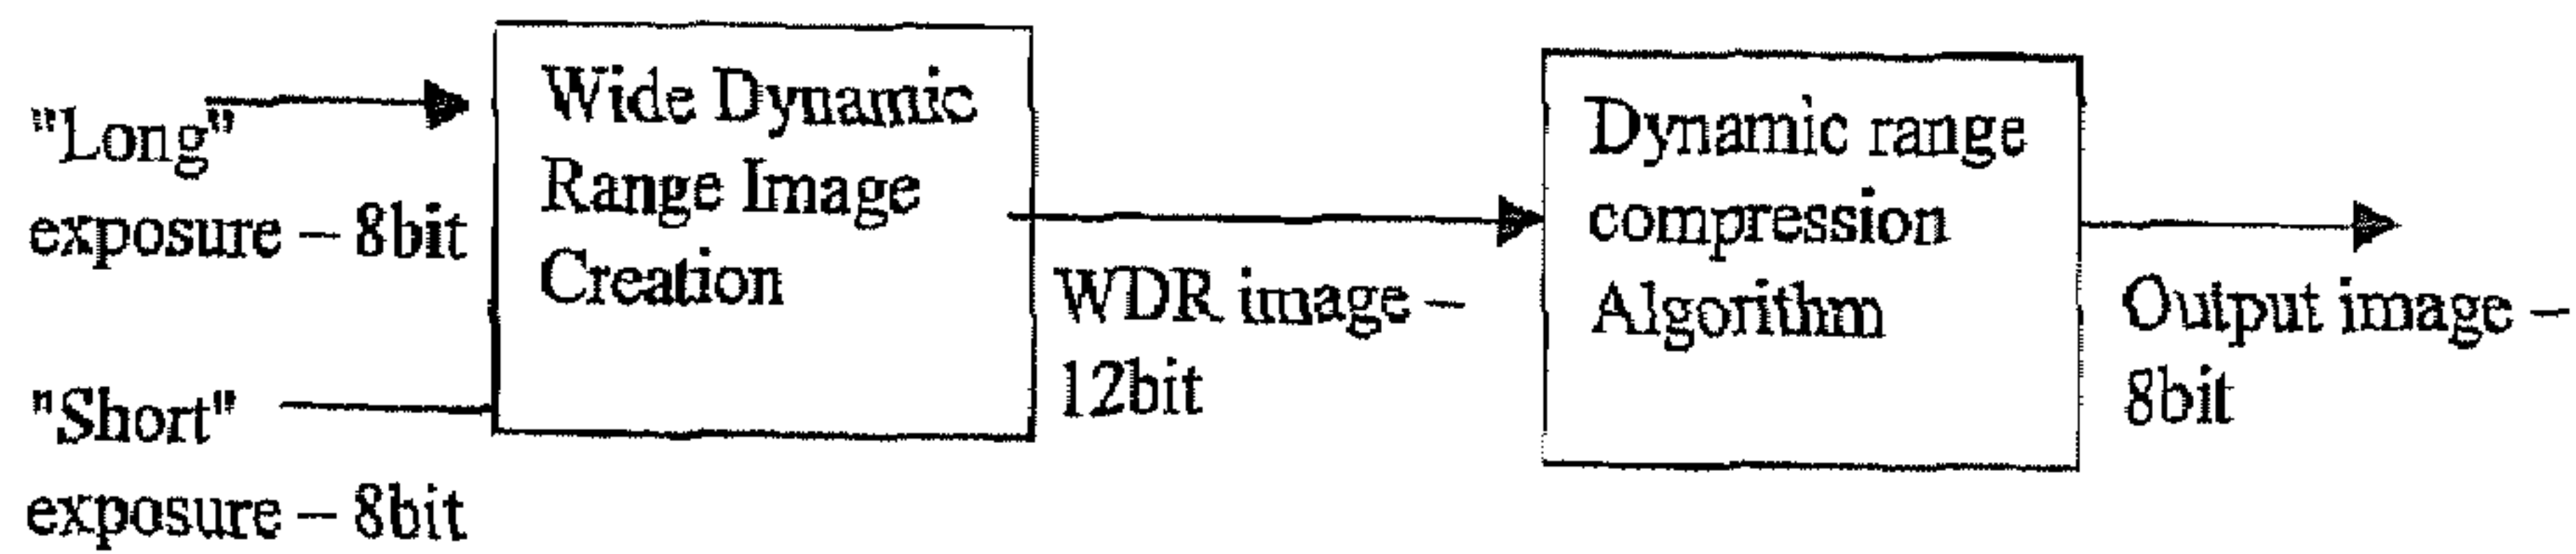 "Long"
exposure – 8bit
"Short"
exposure – 8bit
Wide Dynamic
Range Image
Creation
WDR image –
12bit
Dynamic range
compression
Algorithm
Output image –
8bit